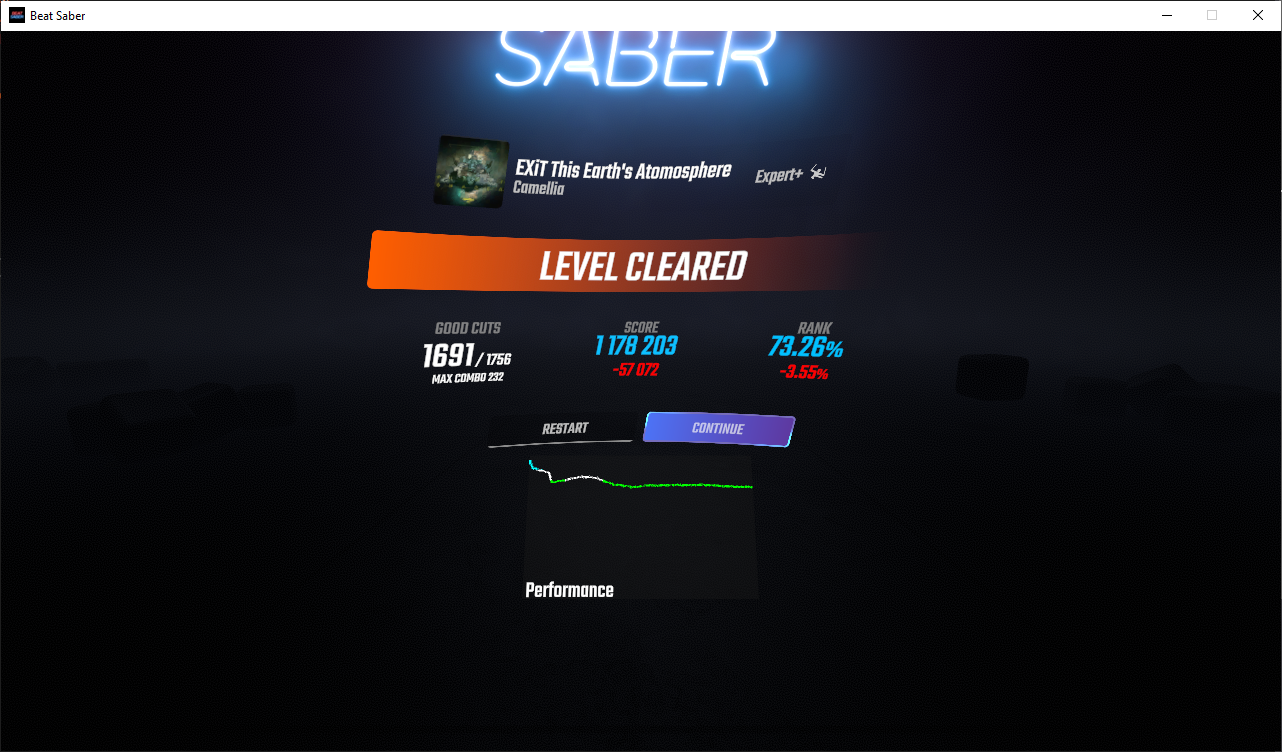 Beat Saber
SABER
EXiT This Earth's Atomosphere
Camellia
Expert+
LEVEL CLEARED
GOOD CUTS
1691 / 1756
MAX COMBO 232
SCORE
1 178 203
-57 072
RANK
73.26%
-3.55%
RESTART
CONTINUE
Performance